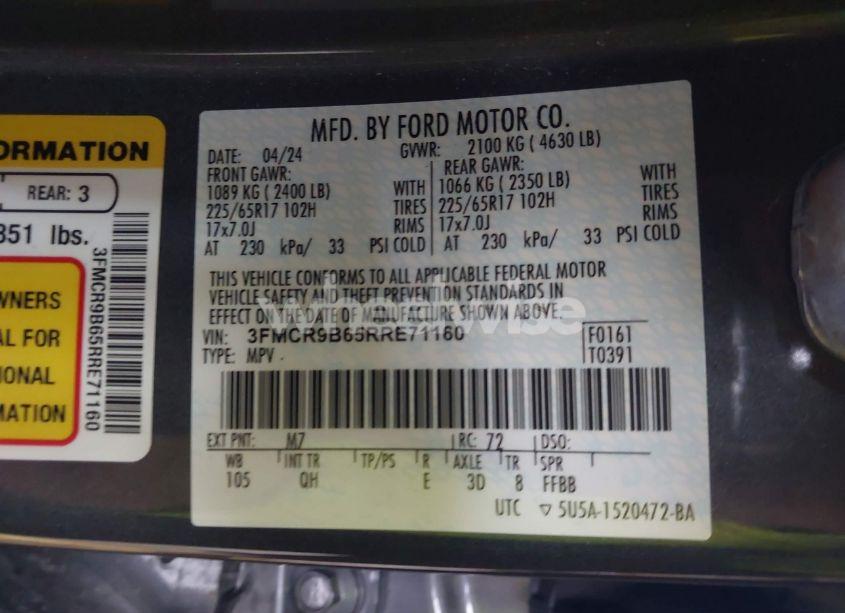 ORMATION
REAR: 3
351 lbs.
WNERS
AL FOR
IONAL
MATION
3FMCR9B65RRE71160
MFD. BY FORD MOTOR CO.
DATE: 04/24 GVWR: 2100 KG ( 4630 LB)
FRONT GAWR: REAR GAWR:
1089 KG ( 2400 LB) WITH 1066 KG ( 2350 LB) WITH
225/65R17 102H TIRES 225/65R17 102H TIRES
17x7.0J RIMS 17x7.0J RIMS
AT 230 kPa/ 33 PSI COLD AT 230 kPa/ 33 PSI COLD
THIS VEHICLE CONFORMS TO ALL APPLICABLE FEDERAL MOTOR
VEHICLE SAFETY AND THEFT PREVENTION STANDARDS IN
EFFECT ON THE DATE OF MANUFACTURE SHOWN ABOVE.
VIN: 3FMCR9B65RRE71160 F0161
TYPE: MPV T0391
EXT PNT: M7 RC: 72 DSO:
WB INT TR TP/PS R AXLE TR SPR
105 QH E 3D 8 FFBB
UTC ▽ 5U5A-1520472-BA